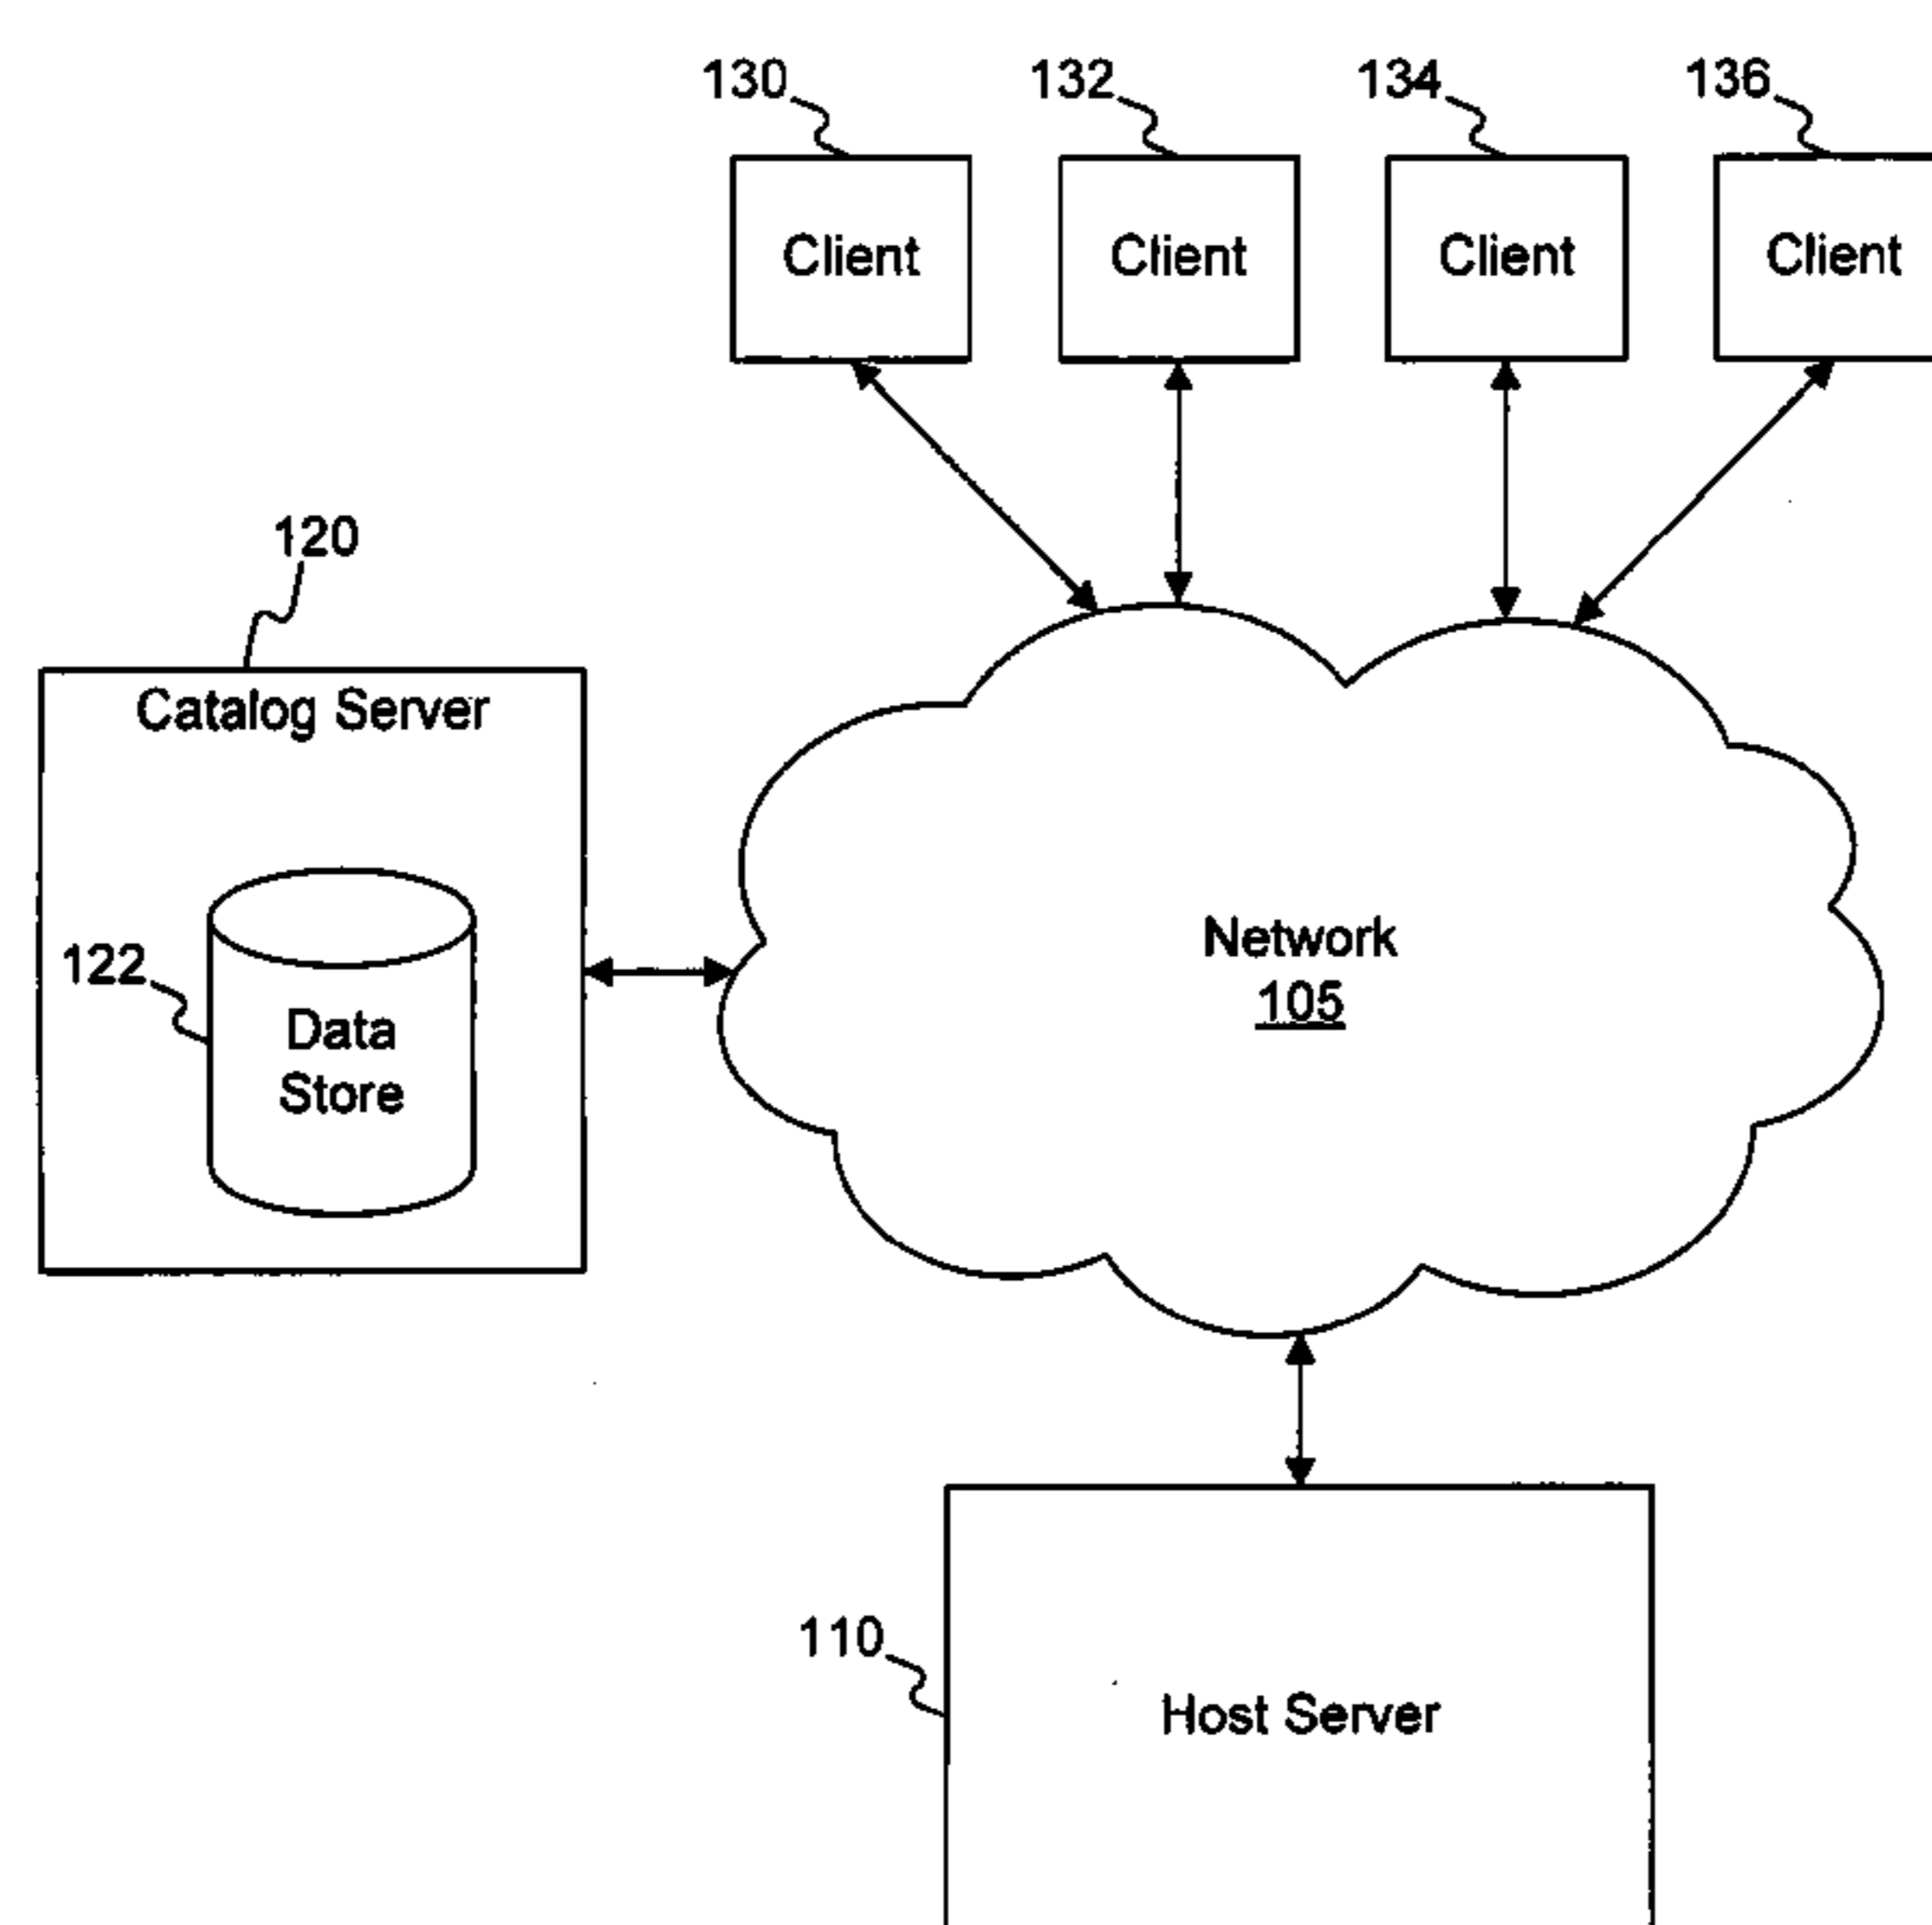 130
132
134
136
Client
Client
Client
Client
120
Catalog Server
122
Data
Store
Network
105
110
Host Server